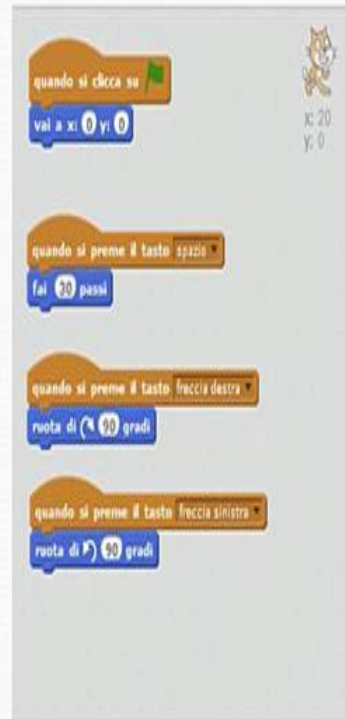 quando si clicca su
vai a x: 0 y: 0
x: 20
y: 0
quando si preme il tasto spazio
fai 30 passi
quando si preme il tasto freccia destra
ruota di 90 gradi
quando si preme il tasto freccia sinistra
ruota di 90 gradi